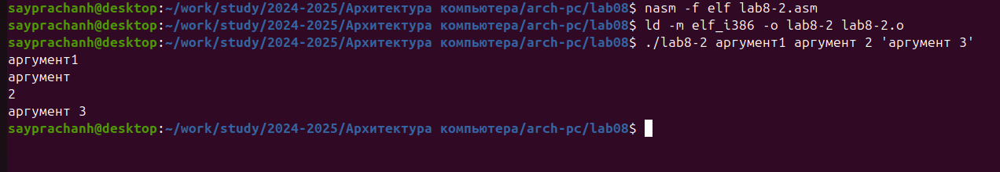 sayprachanh@desktop:~/work/study/2024-2025/Архитектура компьютера/arch-pc/lab08$ nasm -f elf lab8-2.asm
sayprachanh@desktop:~/work/study/2024-2025/Архитектура компьютера/arch-pc/lab08$ ld -m elf_i386 -o lab8-2 lab8-2.o
sayprachanh@desktop:~/work/study/2024-2025/Архитектура компьютера/arch-pc/lab08$ ./lab8-2 аргумент1 аргумент 2 'аргумент 3'
аргумент1
аргумент
2
аргумент 3
sayprachanh@desktop:~/work/study/2024-2025/Архитектура компьютера/arch-pc/lab08$